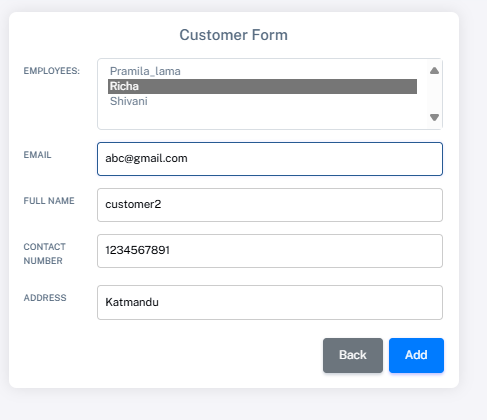 Customer Form
EMPLOYEES:
Pramila_lama
Richa
Shivani
EMAIL
abc@gmail.com
FULL NAME
customer2
CONTACT
NUMBER
1234567891
ADDRESS
Katmandu
Back
Add